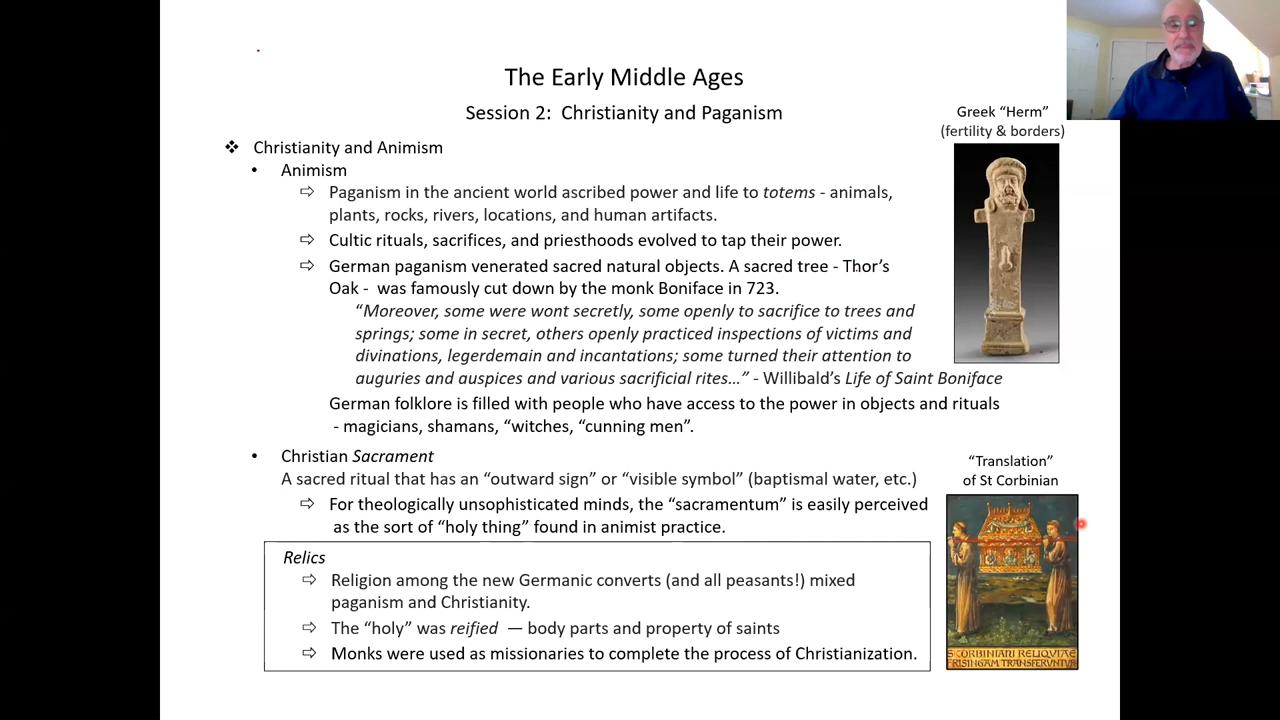 The Early Middle Ages
Session 2:  Christianity and Paganism
Greek “Herm”
(fertility & borders)
❖ Christianity and Animism
• Animism
⇨ Paganism in the ancient world ascribed power and life to totems - animals,
plants, rocks, rivers, locations, and human artifacts.
⇨ Cultic rituals, sacrifices, and priesthoods evolved to tap their power.
⇨ German paganism venerated sacred natural objects. A sacred tree - Thor’s
Oak -  was famously cut down by the monk Boniface in 723.
“Moreover, some were wont secretly, some openly to sacrifice to trees and
springs; some in secret, others openly practiced inspections of victims and
divinations, legerdemain and incantations; some turned their attention to
auguries and auspices and various sacrificial rites…” - Willibald’s Life of Saint Boniface
German folklore is filled with people who have access to the power in objects and rituals
- magicians, shamans, “witches, “cunning men”.
• Christian Sacrament
A sacred ritual that has an “outward sign” or “visible symbol” (baptismal water, etc.)
⇨ For theologically unsophisticated minds, the “sacramentum” is easily perceived
as the sort of “holy thing” found in animist practice.
“Translation”
of St Corbinian
Relics
⇨ Religion among the new Germanic converts (and all peasants!) mixed
paganism and Christianity.
⇨ The “holy” was reified  — body parts and property of saints
⇨ Monks were used as missionaries to complete the process of Christianization.
S CORBINIANI RELIQVIAE
FRISINGAM TRANSFERVNTVR